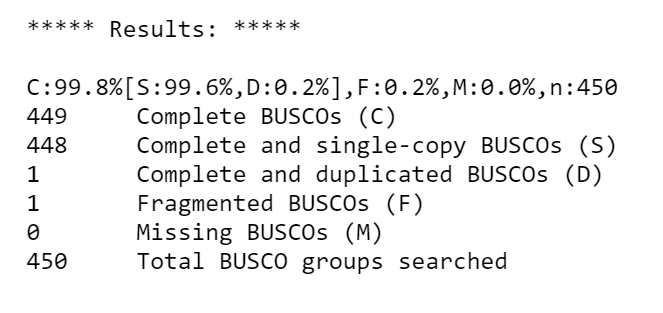 ***** Results: *****
C:99.8%[S:99.6%,D:0.2%],F:0.2%,M:0.0%,n:450
449 Complete BUSCOs (C)
448 Complete and single-copy BUSCOs (S)
1 Complete and duplicated BUSCOs (D)
1 Fragmented BUSCOs (F)
0 Missing BUSCOs (M)
450 Total BUSCO groups searched